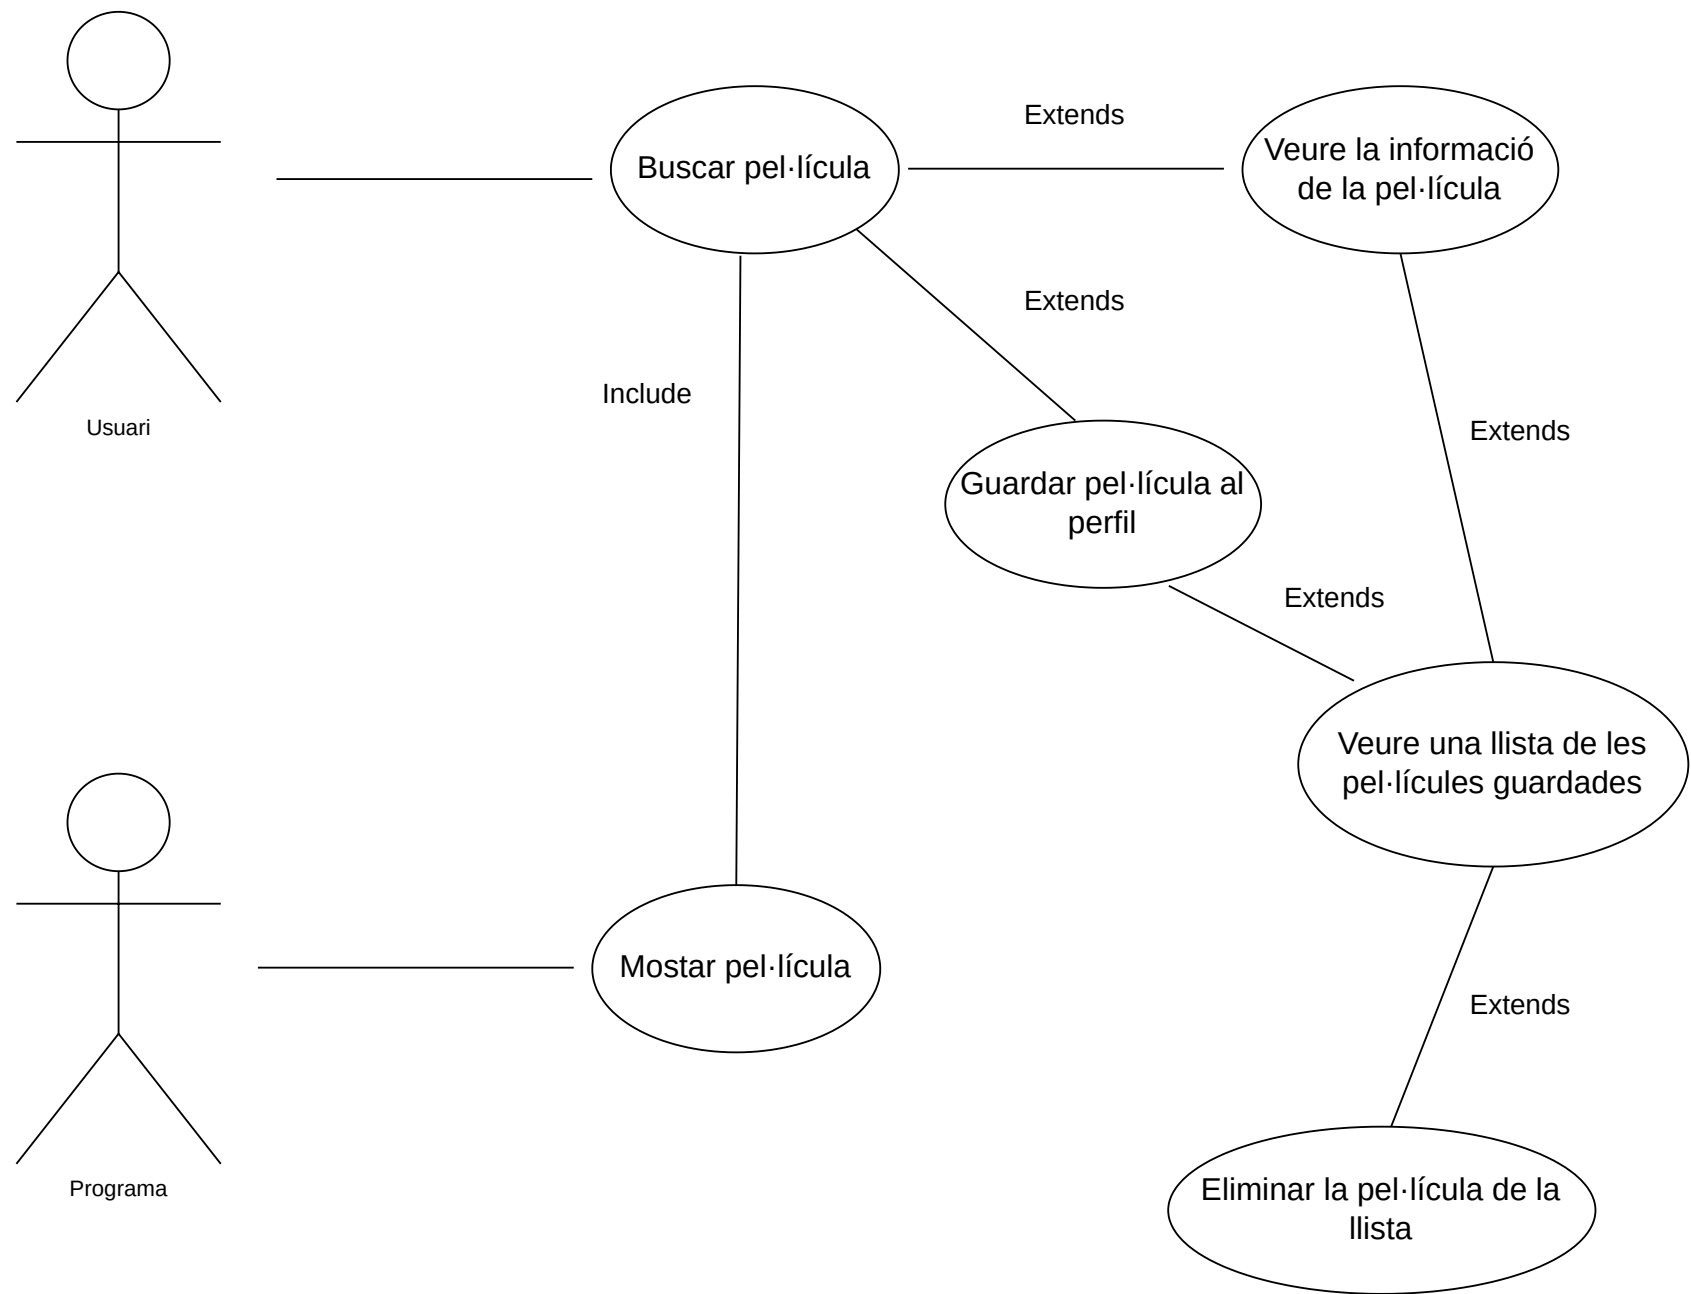 Extends
Buscar pel·lícula
Veure la informació
de la pel·lícula
Extends
Include
Usuari
Extends
Guardar pel·lícula al
perfil
Extends
Veure una llista de les
pel·lícules guardades
Mostar pel·lícula
Extends
Programa
Eliminar la pel·lícula de la
llista